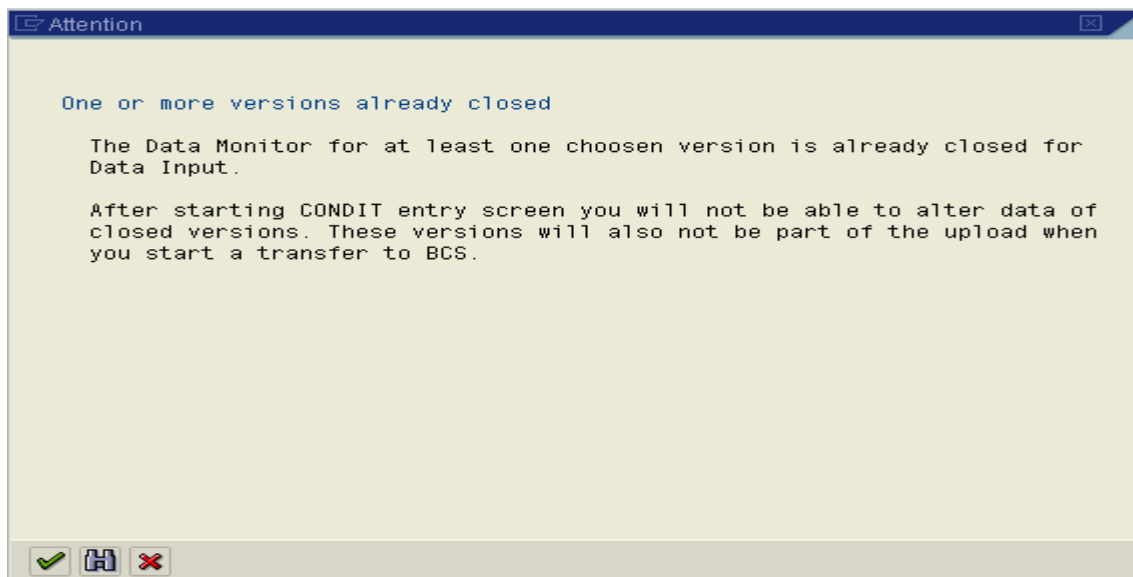 Attention
One or more versions already closed
The Data Monitor for at least one choosen version is already closed for
Data Input.
After starting CONDIT entry screen you will not be able to alter data of
closed versions. These versions will also not be part of the upload when
you start a transfer to BCS.